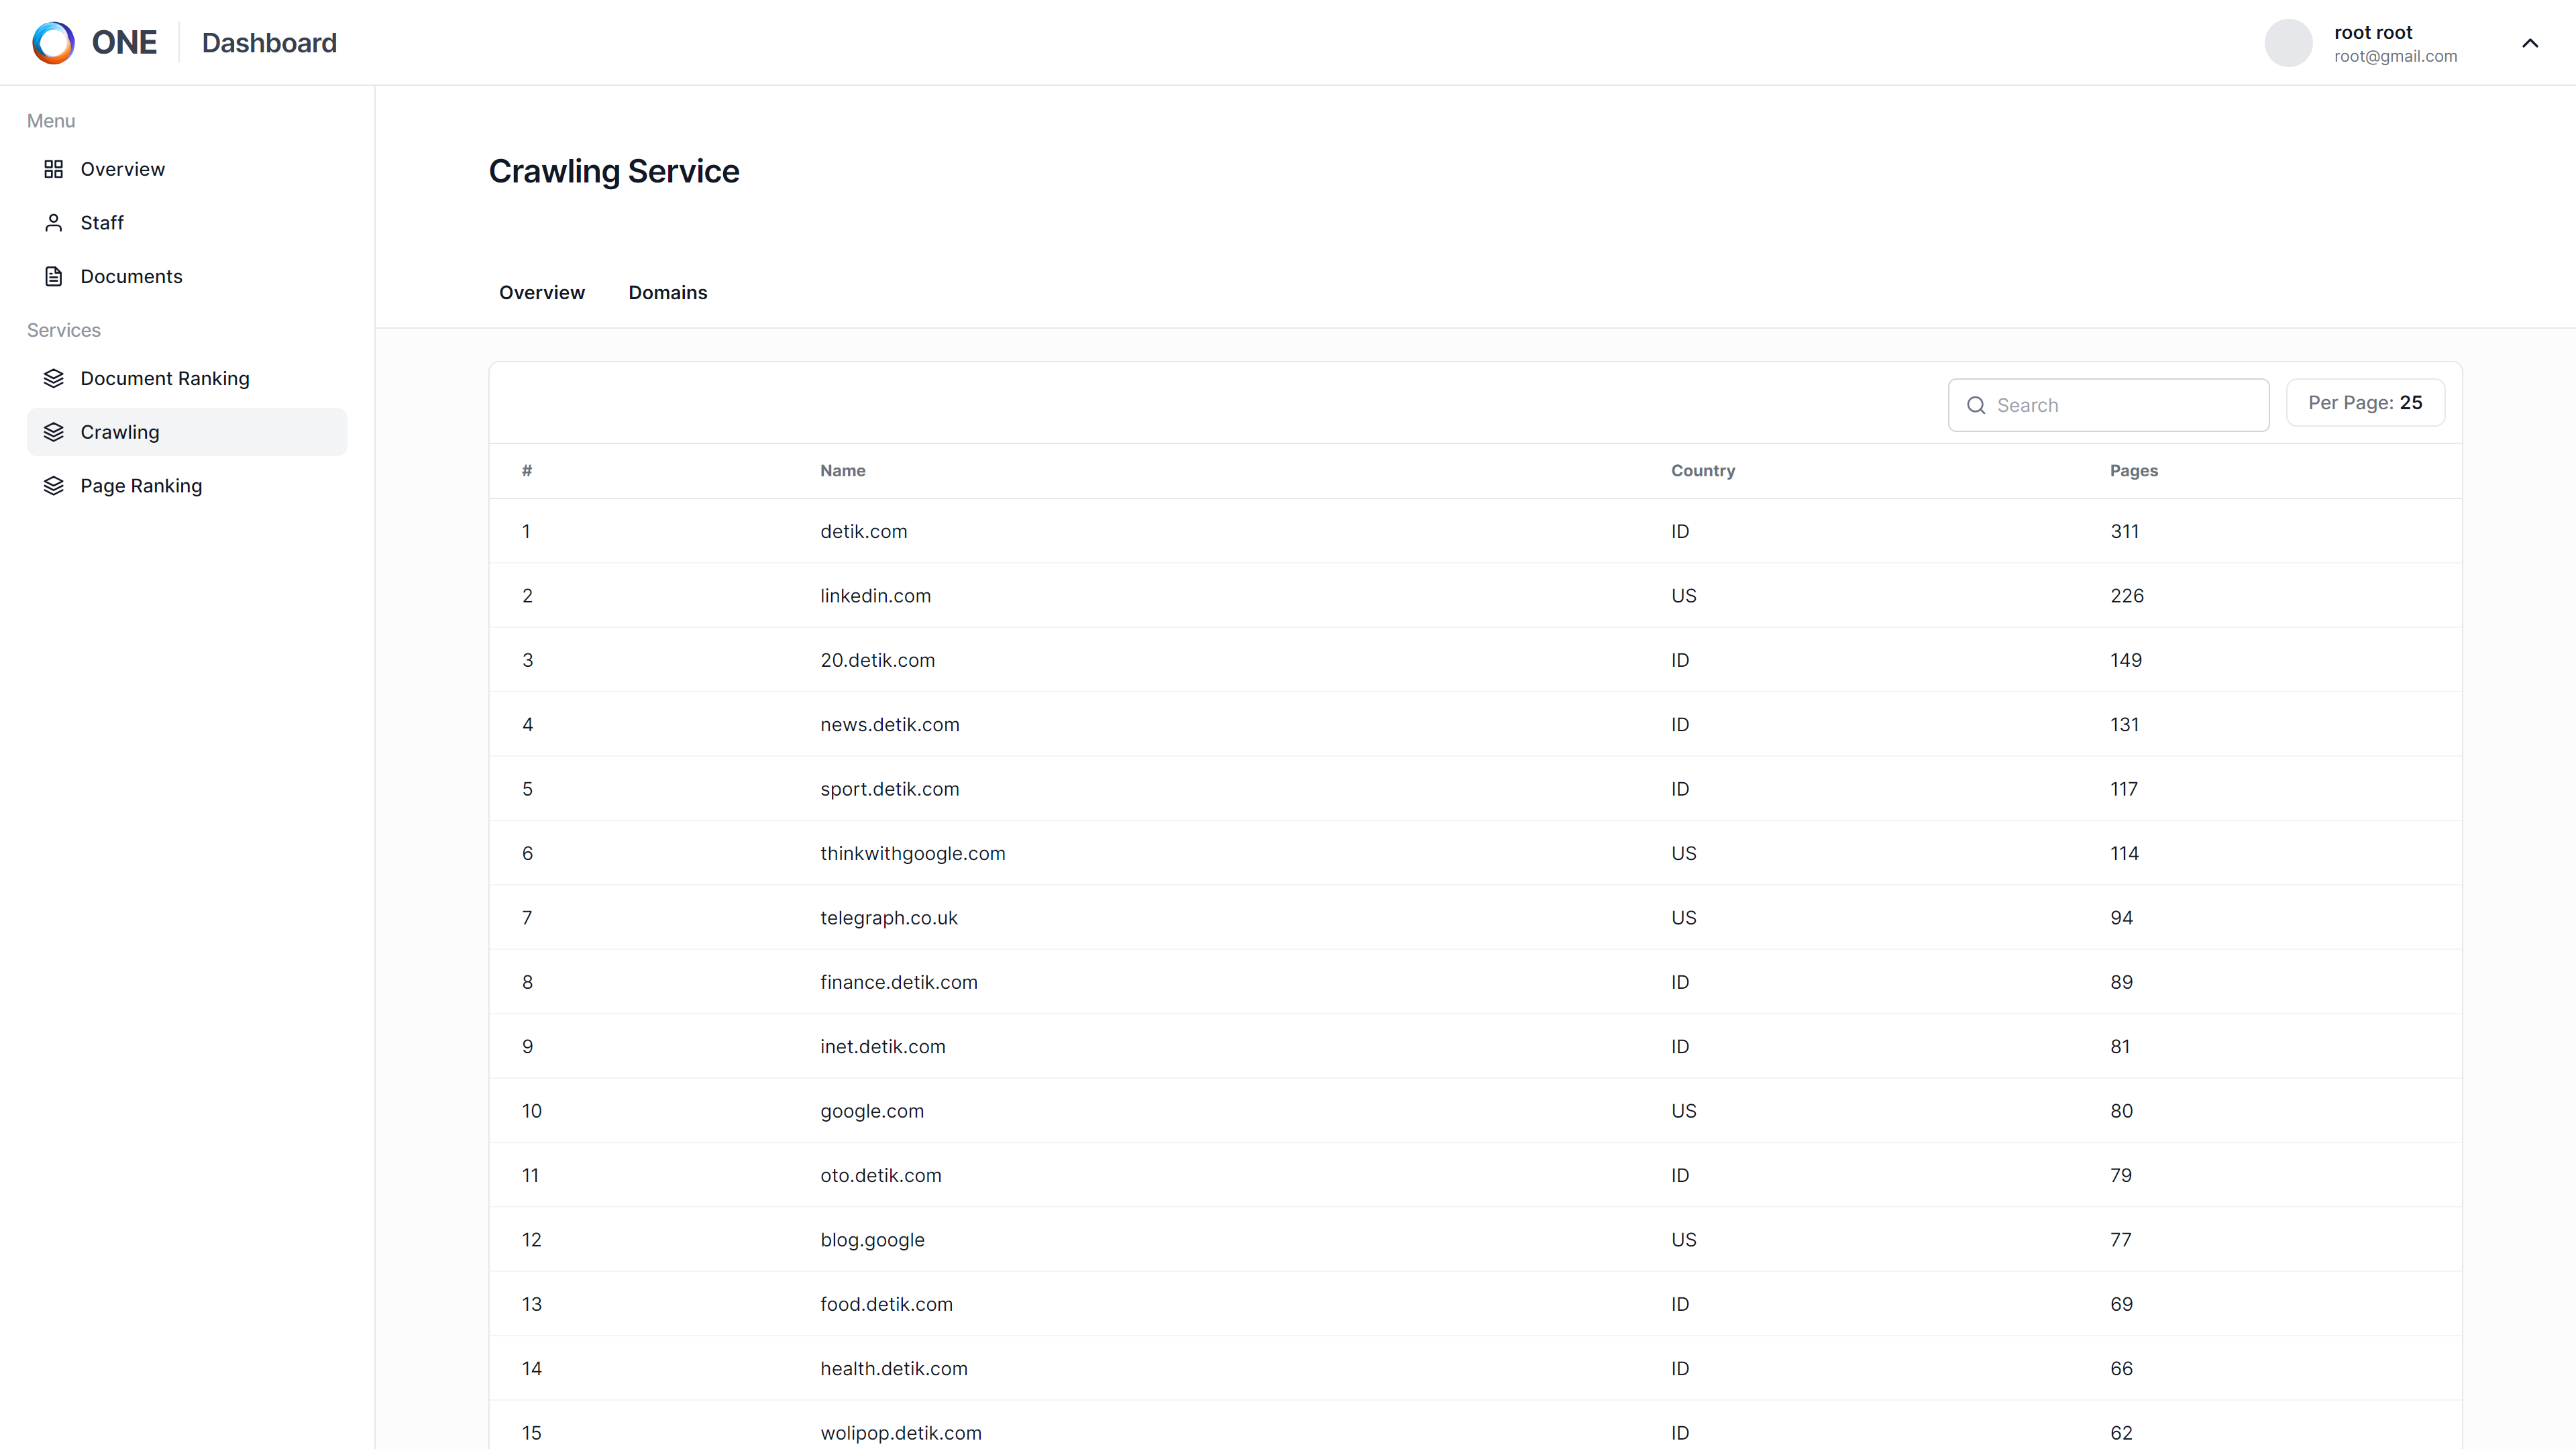 ONE Dashboard
root root
root@gmail.com
Menu
Overview
Staff
Documents
Services
Document Ranking
Crawling
Page Ranking
Crawling Service
Overview Domains
Search Per Page: 25
# Name Country Pages
1 detik.com ID 311
2 linkedin.com US 226
3 20.detik.com ID 149
4 news.detik.com ID 131
5 sport.detik.com ID 117
6 thinkwithgoogle.com US 114
7 telegraph.co.uk US 94
8 finance.detik.com ID 89
9 inet.detik.com ID 81
10 google.com US 80
11 oto.detik.com ID 79
12 blog.google US 77
13 food.detik.com ID 69
14 health.detik.com ID 66
15 wolipop.detik.com ID 62